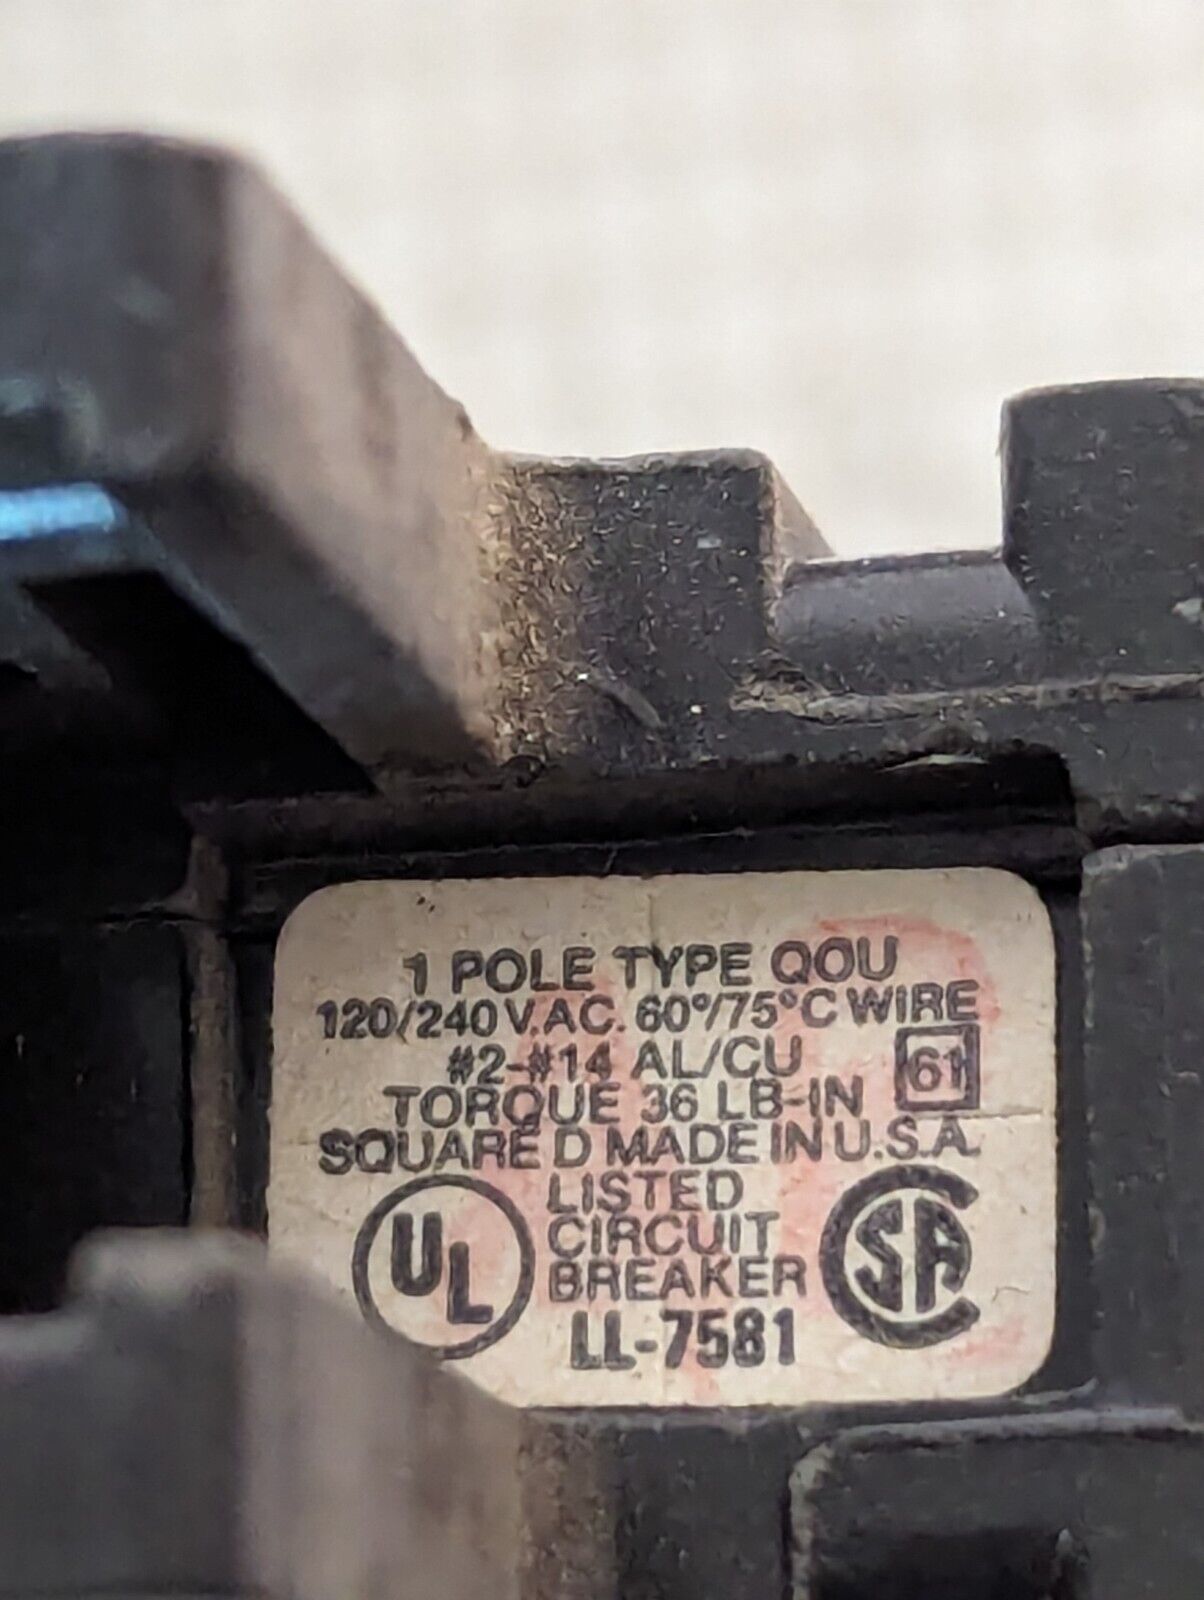 1 POLE TYPE QOU
120/240 V.AC. 60°/75°C WIRE
#2-#14 AL/CU
61
TORQUE 36 LB-IN
SQUARE D MADE IN U.S.A.
UL
LISTED
CIRCUIT
BREAKER
LL-7581
SA